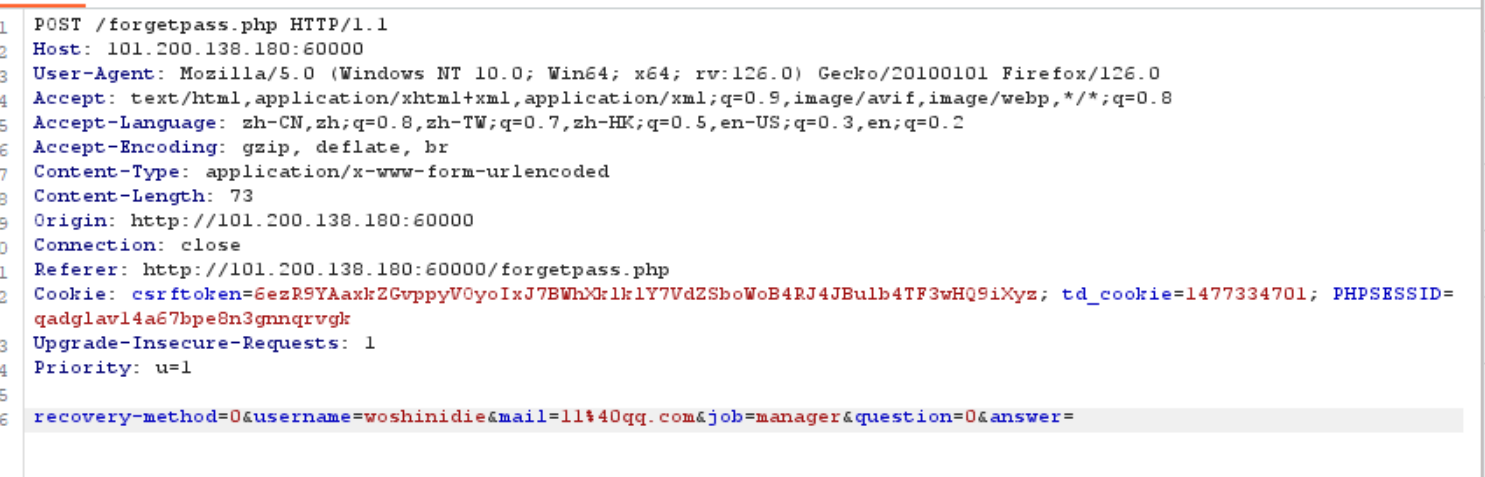 1 POST /forgetpass.php HTTP/1.1
2 Host: 101.200.138.180:60000
3 User-Agent: Mozilla/5.0 (Windows NT 10.0; Win64; x64; rv:126.0) Gecko/20100101 Firefox/126.0
4 Accept: text/html,application/xhtml+xml,application/xml;q=0.9,image/avif,image/webp,*/*;q=0.8
5 Accept-Language: zh-CN,zh;q=0.8,zh-TW;q=0.7,zh-HK;q=0.5,en-US;q=0.3,en;q=0.2
6 Accept-Encoding: gzip, deflate, br
7 Content-Type: application/x-www-form-urlencoded
8 Content-Length: 73
9 Origin: http://101.200.138.180:60000
0 Connection: close
1 Referer: http://101.200.138.180:60000/forgetpass.php
2 Cookie: csrftoken=6ezR9YAaxkZGvppyV0yoIxJ7BWhXk1k1Y7VdZSboWoB4RJ4JBu1b4TF3wHQ9iXyz; td_cookie=1477334701; PHPSESSID=
qadglav14a67bpe8n3gnnqrvgk
3 Upgrade-Insecure-Requests: 1
4 Priority: u=1
5
6 recovery-method=0&username=woshinidie&mail=11%40qq.com&job=manager&question=0&answer=